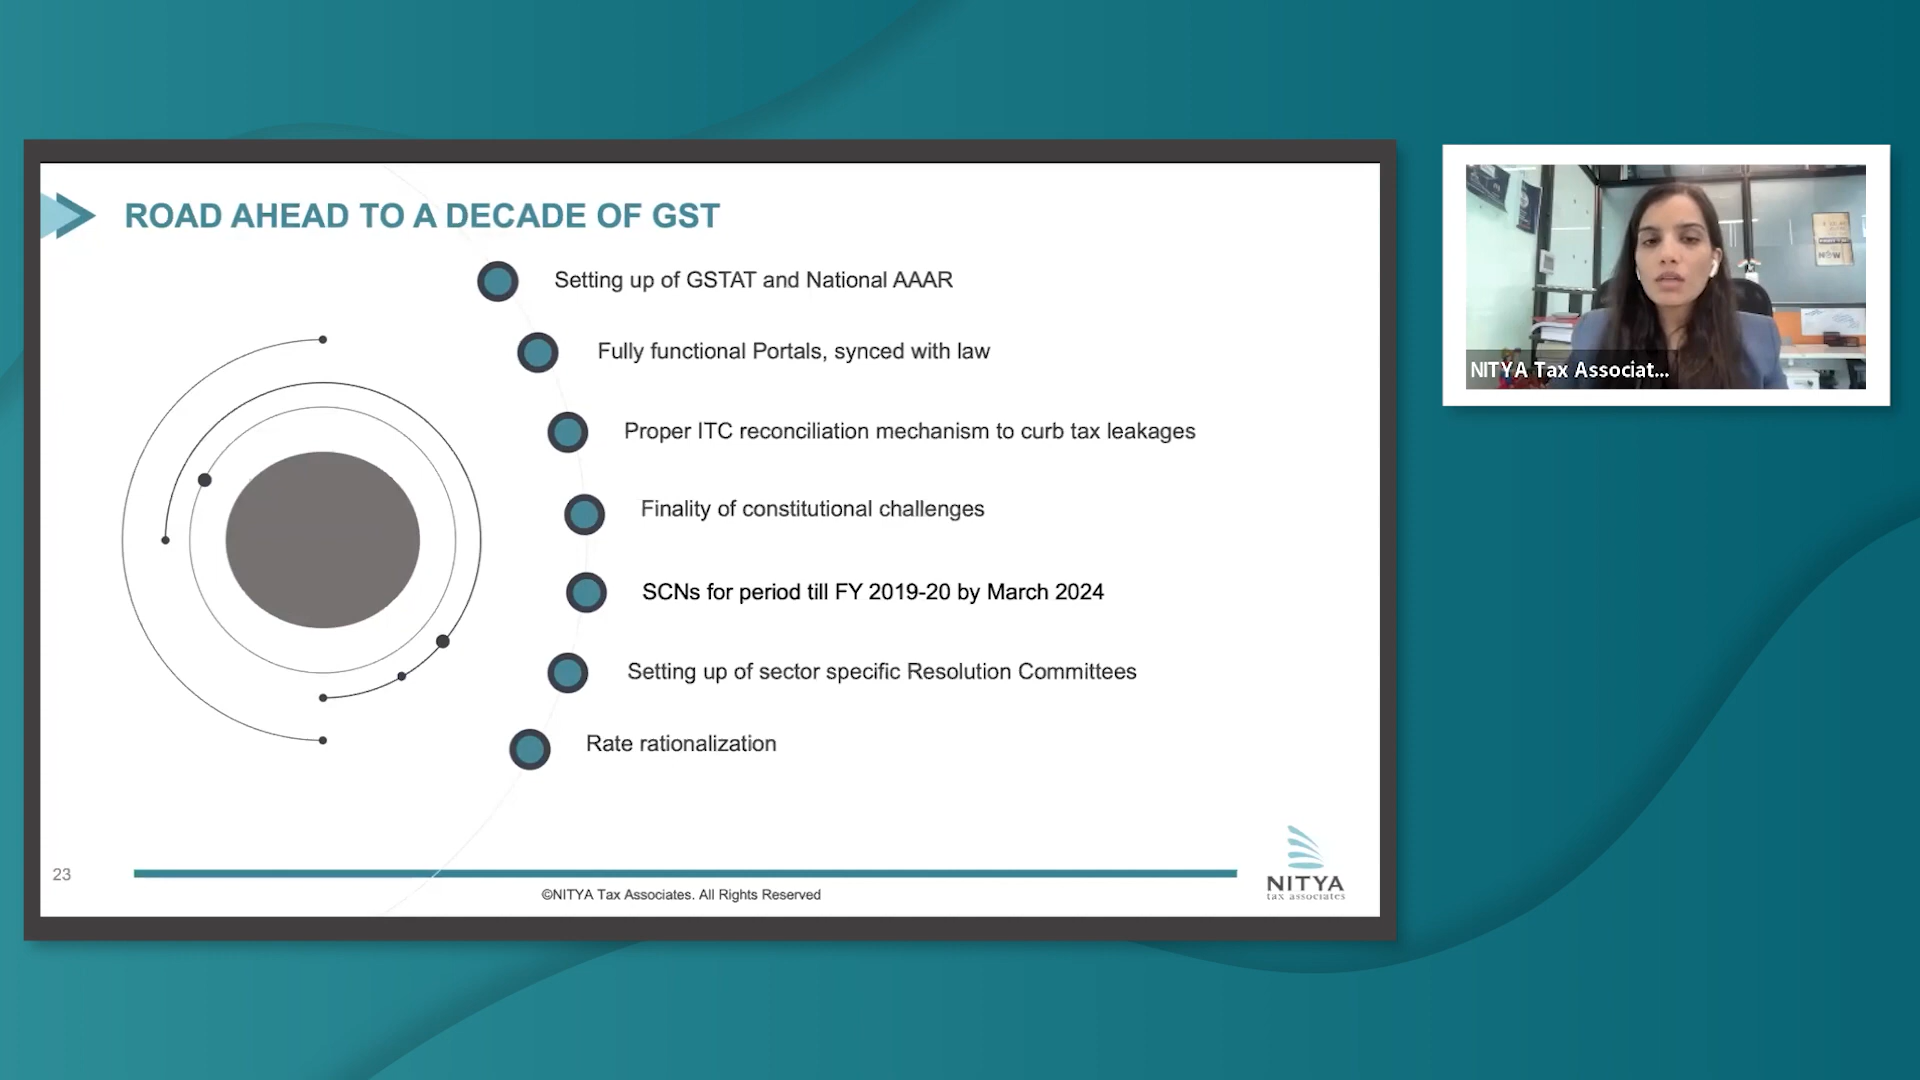 ROAD AHEAD TO A DECADE OF GST
Setting up of GSTAT and National AAAR
Fully functional Portals, synced with law
Proper ITC reconciliation mechanism to curb tax leakages
Finality of constitutional challenges
SCNs for period till FY 2019-20 by March 2024
Setting up of sector specific Resolution Committees
Rate rationalization
23
©NITYA Tax Associates. All Rights Reserved
NITYA
tax associates
NITYA Tax Associat...